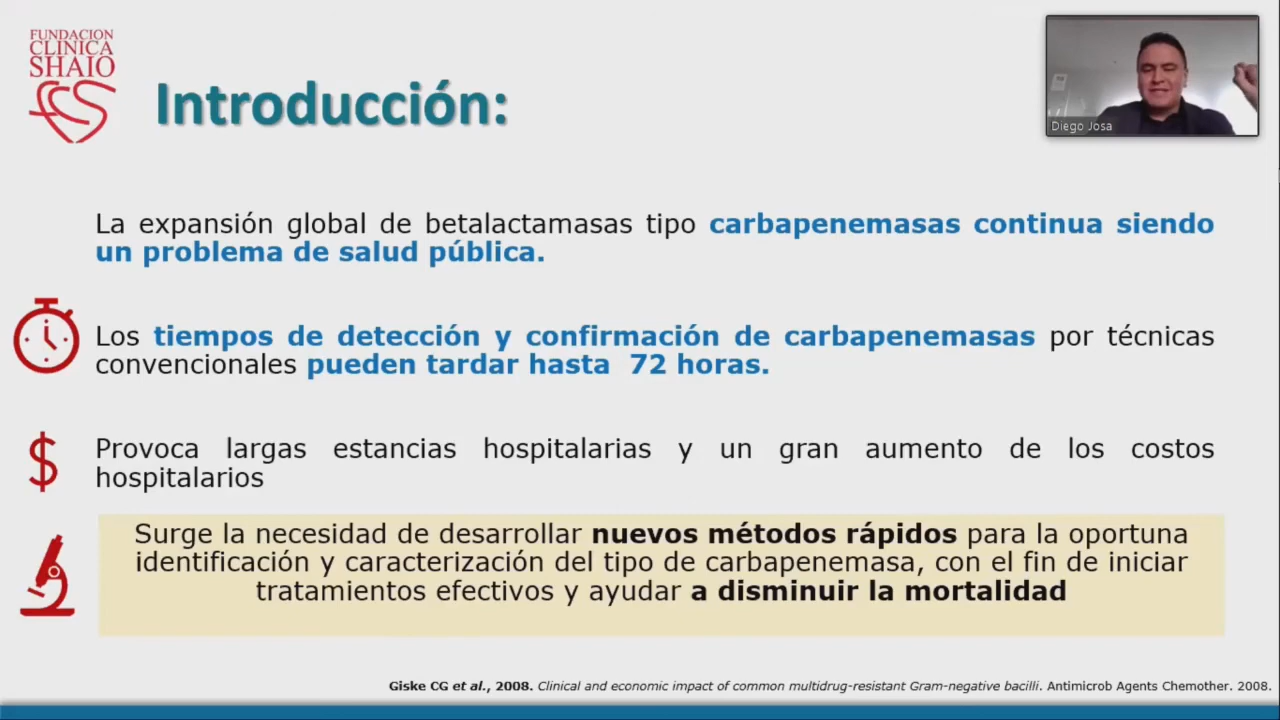 FUNDACION
CLINICA
SHAIO
Introducción:
Diego Josa
La expansión global de betalactamasas tipo carbapenemasas continua siendo
un problema de salud pública.
Los tiempos de detección y confirmación de carbapenemasas por técnicas
convencionales pueden tardar hasta 72 horas.
$ Provoca largas estancias hospitalarias y un gran aumento de los costos
hospitalarios
Surge la necesidad de desarrollar nuevos métodos rápidos para la oportuna
identificación y caracterización del tipo de carbapenemasa, con el fin de iniciar
tratamientos efectivos y ayudar a disminuir la mortalidad
Giske CG et al., 2008. Clinical and economic impact of common multidrug-resistant Gram-negative bacilli. Antimicrob Agents Chemother. 2008.